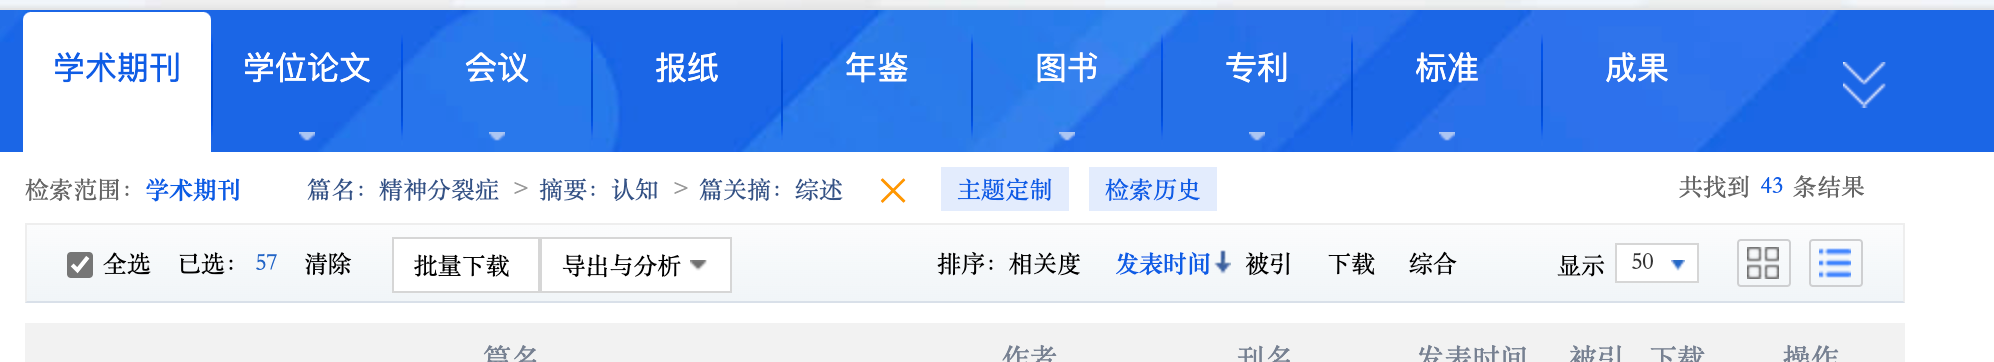 学术期刊 学位论文 会议 报纸 年鉴 图书 专利 标准 成果
检索范围：学术期刊 篇名：精神分裂症 > 摘要：认知 > 篇关摘：综述 主题定制 检索历史 共找到 43 条结果
全选 已选：57 清除 批量下载 导出与分析 排序：相关度 发表时间 被引 下载 综合 显示 50
篇名 作者 刊名 发表时间 被引 下载 操作